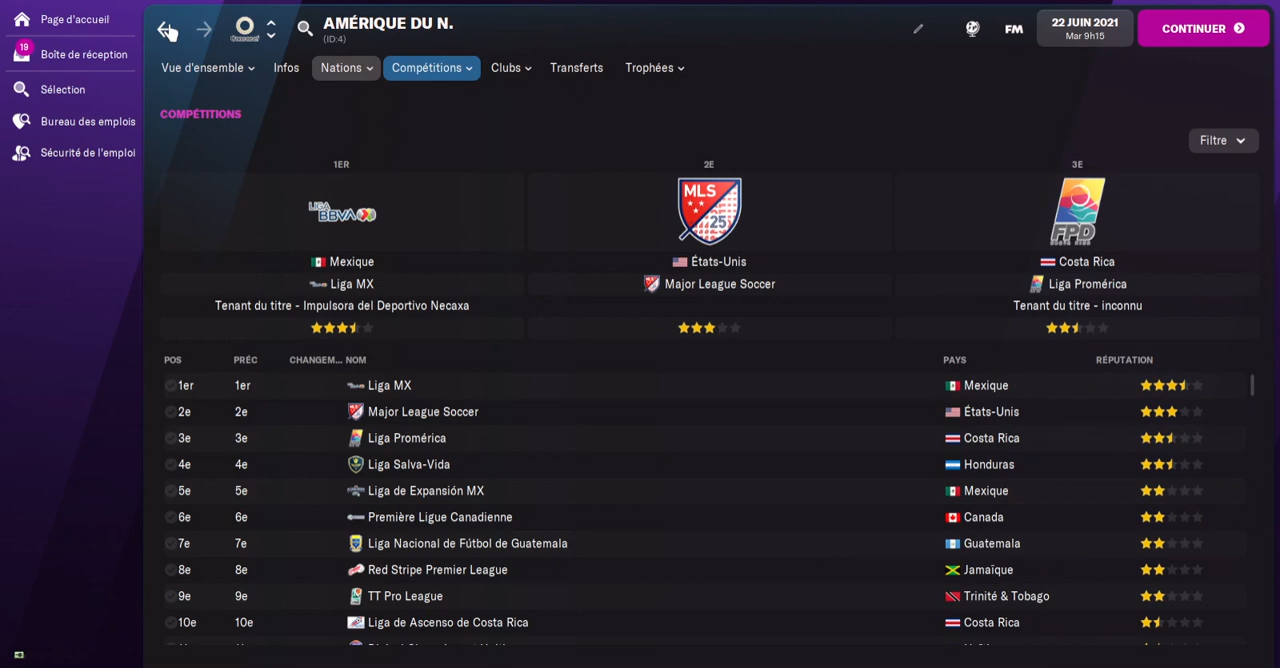 Page d'accueil
19
Boîte de réception
Sélection
Bureau des emplois
Sécurité de l'emploi
AMÉRIQUE DU N.
(ID:4)
FM
22 JUIN 2021
Mar 9h15
CONTINUER
Vue d'ensemble Infos Nations Compétitions Clubs Transferts Trophées
COMPÉTITIONS
Filtre
1ER 2E 3E
LIGA BBVA MX
MLS 25
FPD
Mexique États-Unis Costa Rica
Liga MX Major League Soccer Liga Promérica
Tenant du titre - Impulsora del Deportivo Necaxa Tenant du titre - inconnu
POS PRÉC CHANGEM... NOM PAYS RÉPUTATION
1er 1er Liga MX Mexique
2e 2e Major League Soccer États-Unis
3e 3e Liga Promérica Costa Rica
4e 4e Liga Salva-Vida Honduras
5e 5e Liga de Expansión MX Mexique
6e 6e Première Ligue Canadienne Canada
7e 7e Liga Nacional de Fútbol de Guatemala Guatemala
8e 8e Red Stripe Premier League Jamaïque
9e 9e TT Pro League Trinité & Tobago
10e 10e Liga de Ascenso de Costa Rica Costa Rica